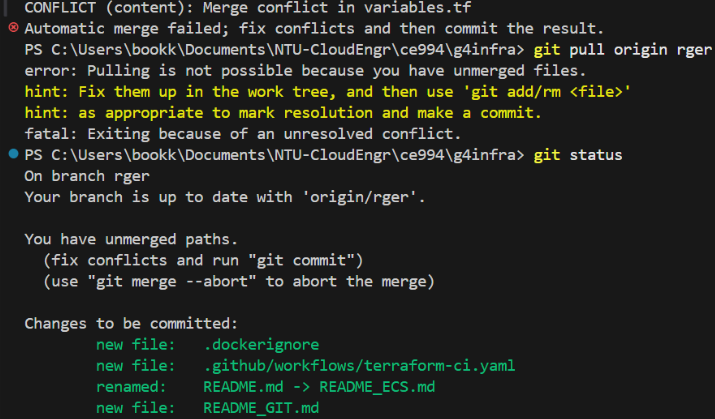 CONFLICT (content): Merge conflict in variables.tf
Automatic merge failed; fix conflicts and then commit the result.
PS C:\Users\bookk\Documents\NTU-CloudEngr\ce994\g4infra> git pull origin rger
error: Pulling is not possible because you have unmerged files.
hint: Fix them up in the work tree, and then use 'git add/rm <file>'
hint: as appropriate to mark resolution and make a commit.
fatal: Exiting because of an unresolved conflict.
PS C:\Users\bookk\Documents\NTU-CloudEngr\ce994\g4infra> git status
On branch rger
Your branch is up to date with 'origin/rger'.

You have unmerged paths.
  (fix conflicts and run "git commit")
  (use "git merge --abort" to abort the merge)

Changes to be committed:
        new file:   .dockerignore
        new file:   .github/workflows/terraform-ci.yaml
        renamed:    README.md -> README_ECS.md
        new file:   README_GIT.md